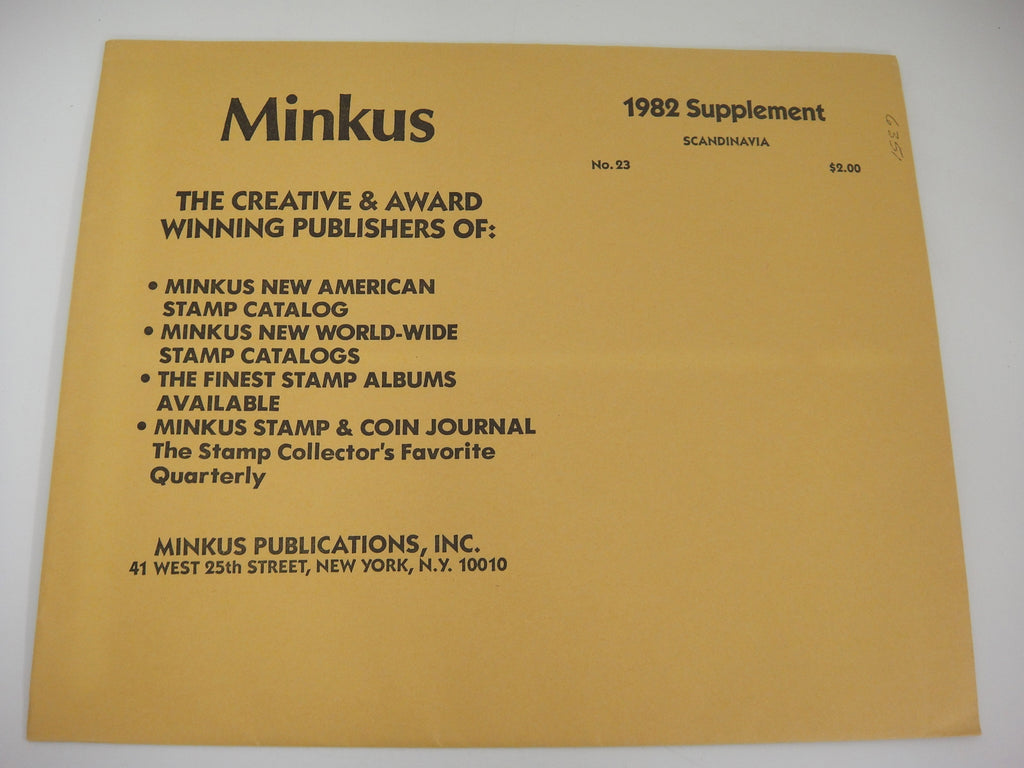 Minkus
THE CREATIVE & AWARD
WINNING PUBLISHERS OF:
• MINKUS NEW AMERICAN
STAMP CATALOG
• MINKUS NEW WORLD-WIDE
STAMP CATALOGS
• THE FINEST STAMP ALBUMS
AVAILABLE
• MINKUS STAMP & COIN JOURNAL
The Stamp Collector's Favorite
Quarterly
MINKUS PUBLICATIONS, INC.
41 WEST 25th STREET, NEW YORK, N.Y. 10010
1982 Supplement
SCANDINAVIA
No. 23 $2.00
6351